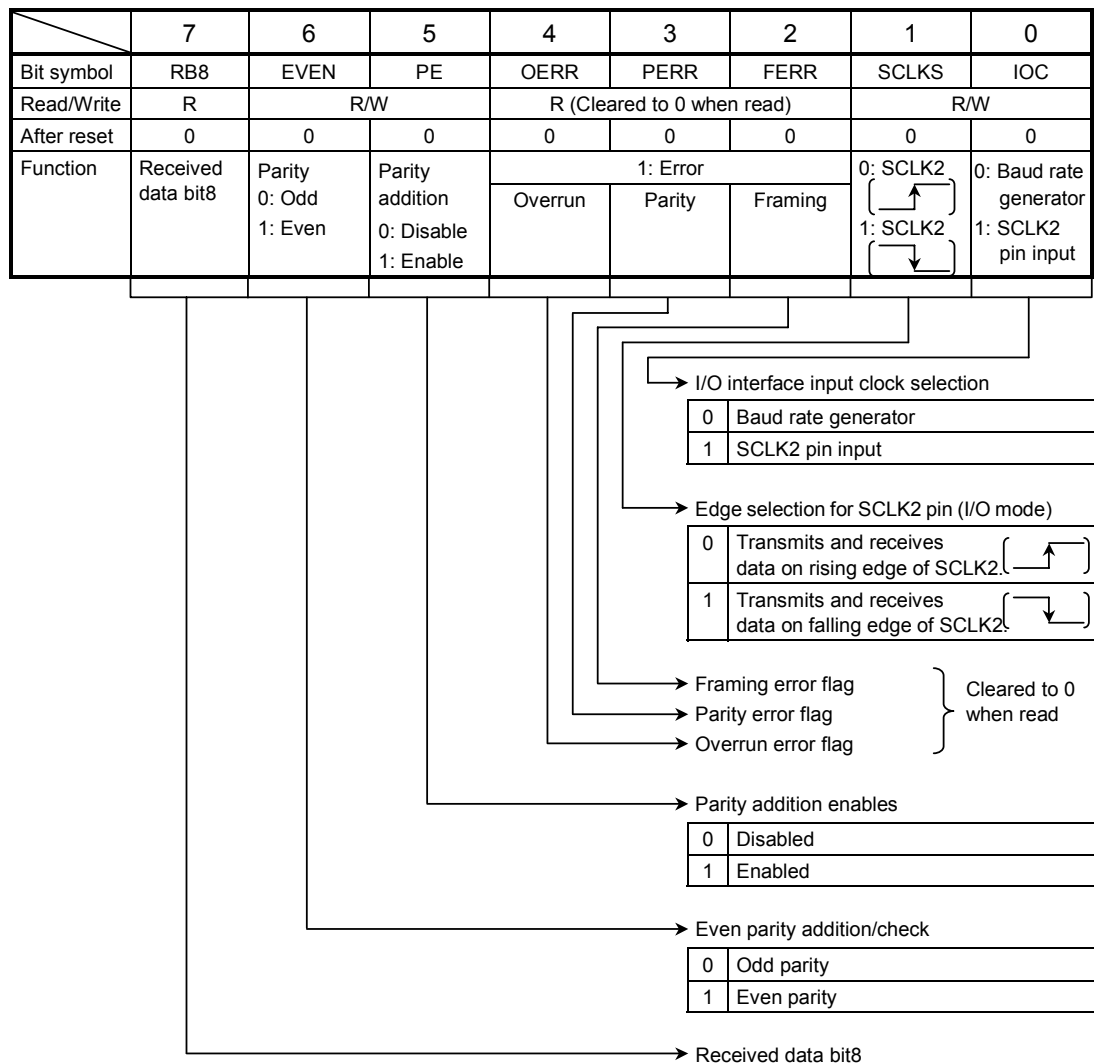 7 6 5 4 3 2 1 0
Bit symbol RB8 EVEN PE OERR PERR FERR SCLKS IOC
Read/Write R R/W R (Cleared to 0 when read) R/W
After reset 0 0 0 0 0 0 0 0
Function Received data bit8
Parity
0: Odd
1: Even
Parity
addition
0: Disable
1: Enable
1: Error
Overrun Parity Framing
0: SCLK2
1: SCLK2
0: Baud rate
generator
1: SCLK2
pin input
I/O interface input clock selection
0 Baud rate generator
1 SCLK2 pin input
Edge selection for SCLK2 pin (I/O mode)
0 Transmits and receives
data on rising edge of SCLK2.
1 Transmits and receives
data on falling edge of SCLK2.
Framing error flag
Parity error flag
Overrun error flag
Cleared to 0
when read
Parity addition enables
0 Disabled
1 Enabled
Even parity addition/check
0 Odd parity
1 Even parity
Received data bit8